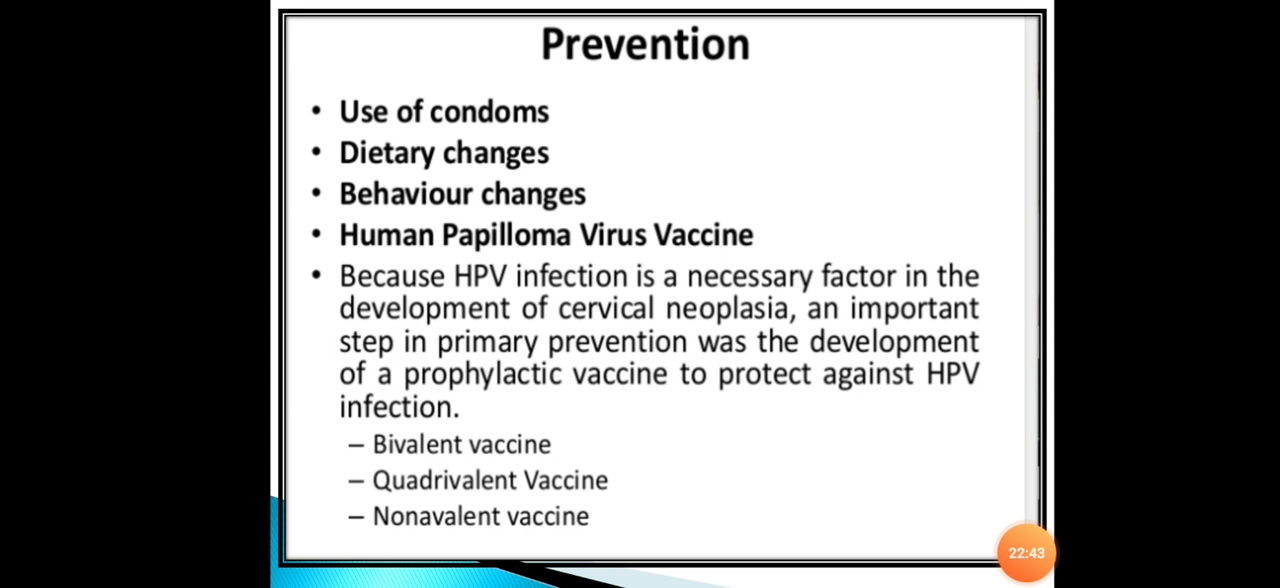 Prevention
• Use of condoms
• Dietary changes
• Behaviour changes
• Human Papilloma Virus Vaccine
• Because HPV infection is a necessary factor in the
development of cervical neoplasia, an important
step in primary prevention was the development
of a prophylactic vaccine to protect against HPV
infection.
– Bivalent vaccine
– Quadrivalent Vaccine
– Nonavalent vaccine
22:43